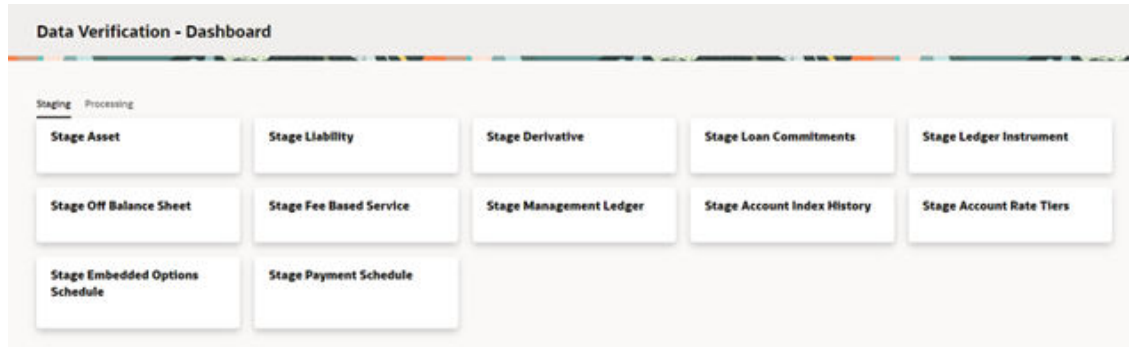 Data Verification - Dashboard
Staging Processing
Stage Asset
Stage Liability
Stage Derivative
Stage Loan Commitments
Stage Ledger Instrument
Stage Off Balance Sheet
Stage Fee Based Service
Stage Management Ledger
Stage Account Index History
Stage Account Rate Tiers
Stage Embedded Options
Schedule
Stage Payment Schedule